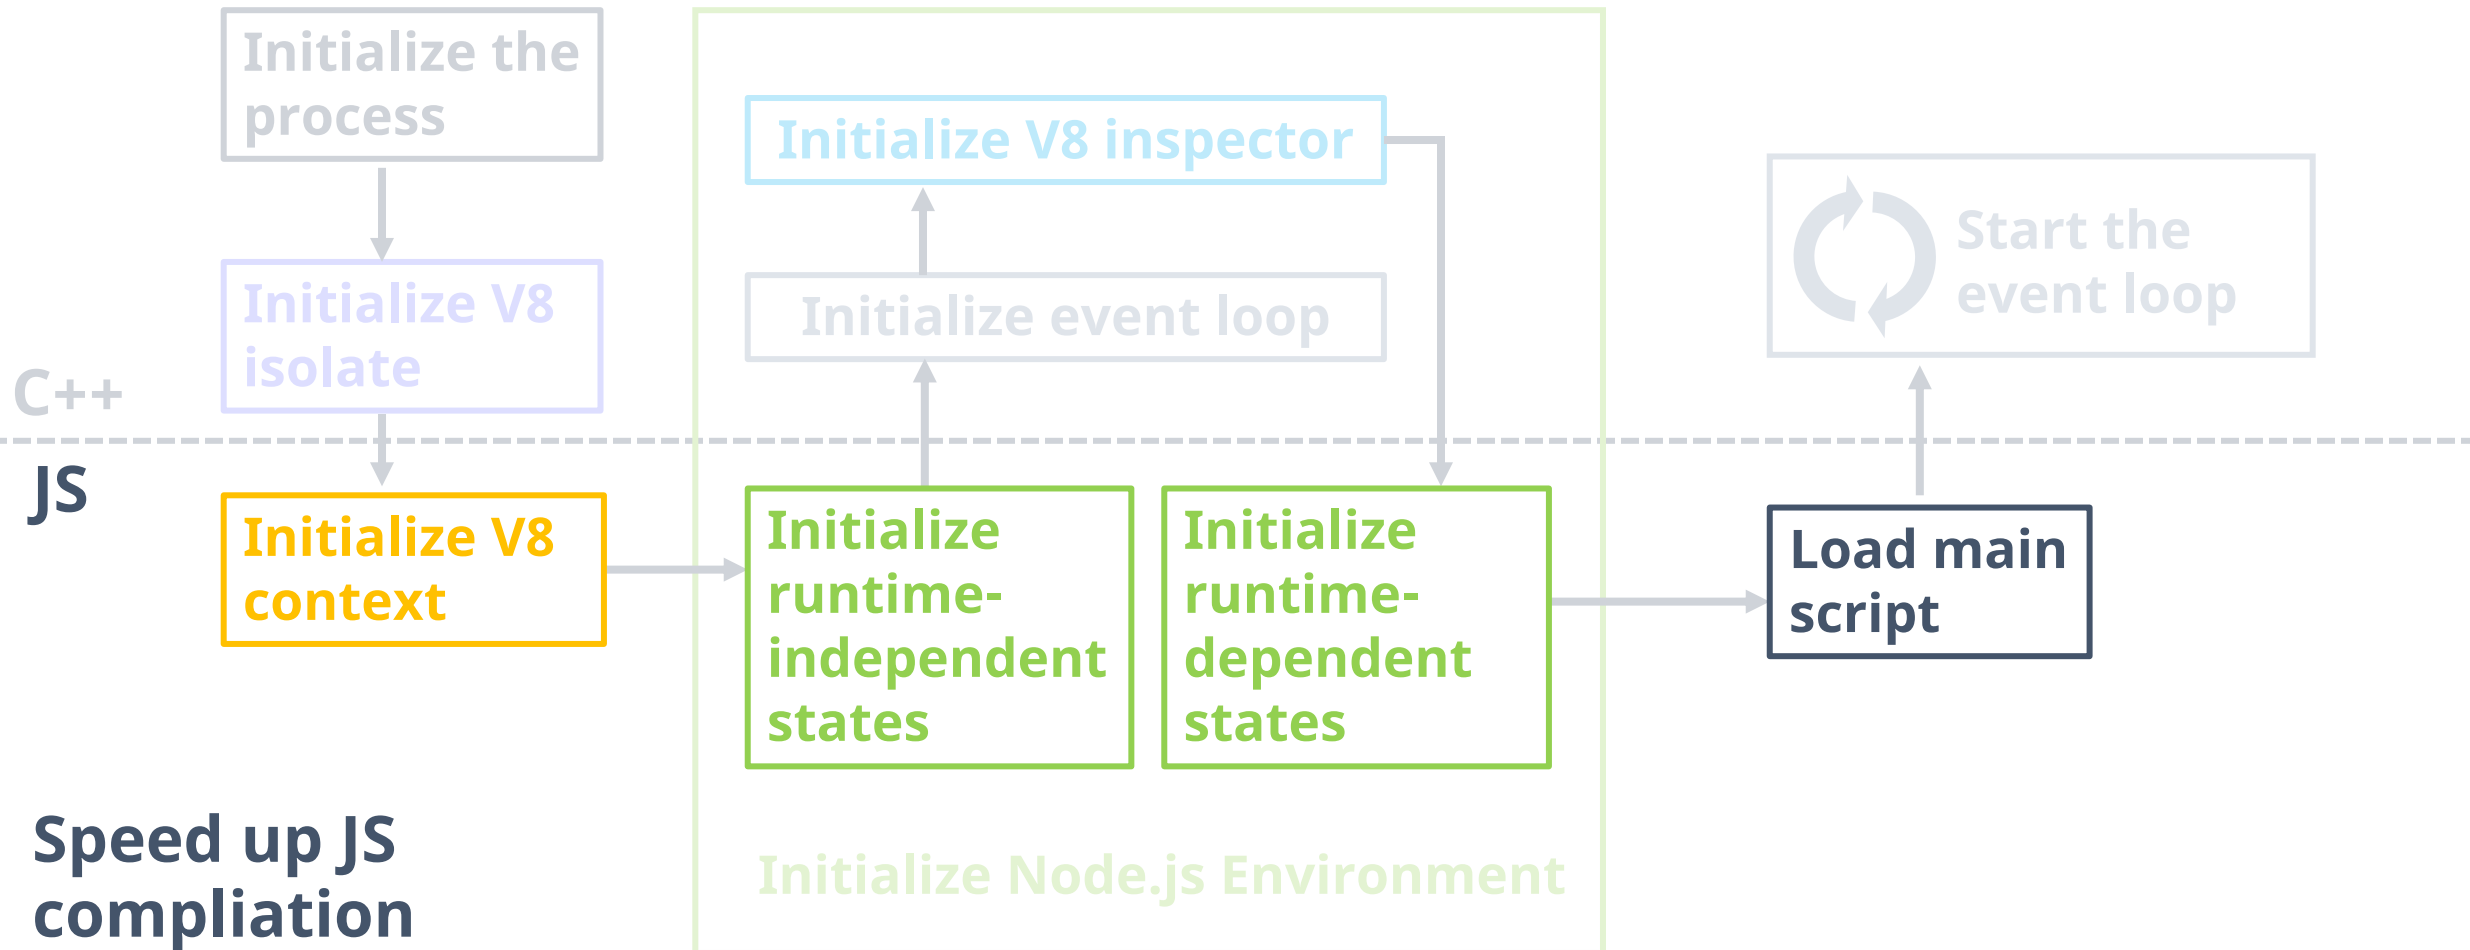 Initialize the
process
Initialize V8
isolate
C++
JS
Initialize V8
context
Initialize V8 inspector
Initialize event loop
Initialize
runtime-
independent
states
Initialize
runtime-
dependent
states
Initialize Node.js Environment
Start the
event loop
Load main
script
Speed up JS
compliation